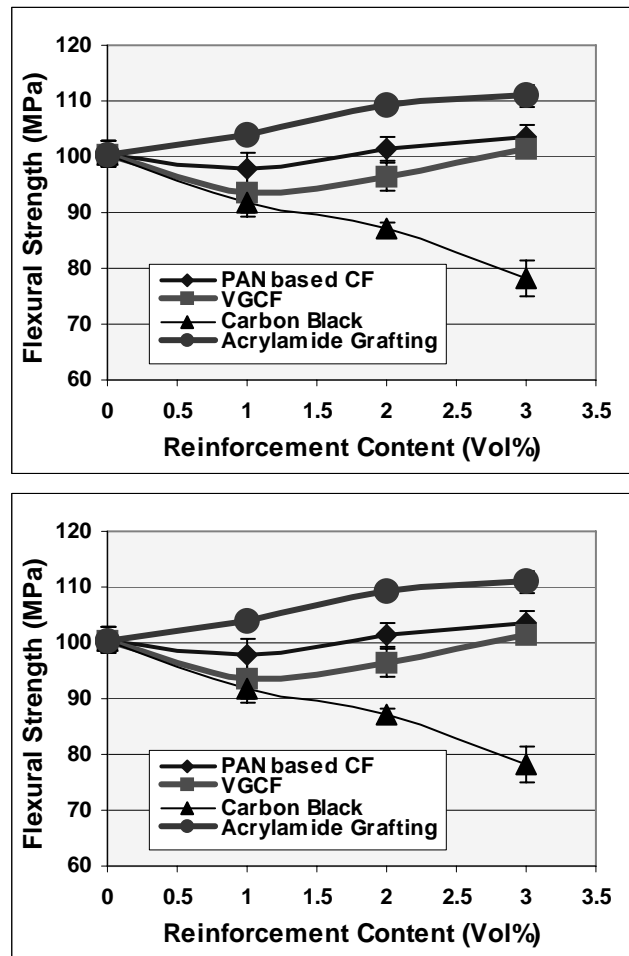 120
110
100
90
80
70
60
Flexural Strength (MPa)
PAN based CF
VGCF
Carbon Black
Acrylamide Grafting
0 0.5 1 1.5 2 2.5 3 3.5
Reinforcement Content (Vol%)
120
110
100
90
80
70
60
Flexural Strength (MPa)
PAN based CF
VGCF
Carbon Black
Acrylamide Grafting
0 0.5 1 1.5 2 2.5 3 3.5
Reinforcement Content (Vol%)